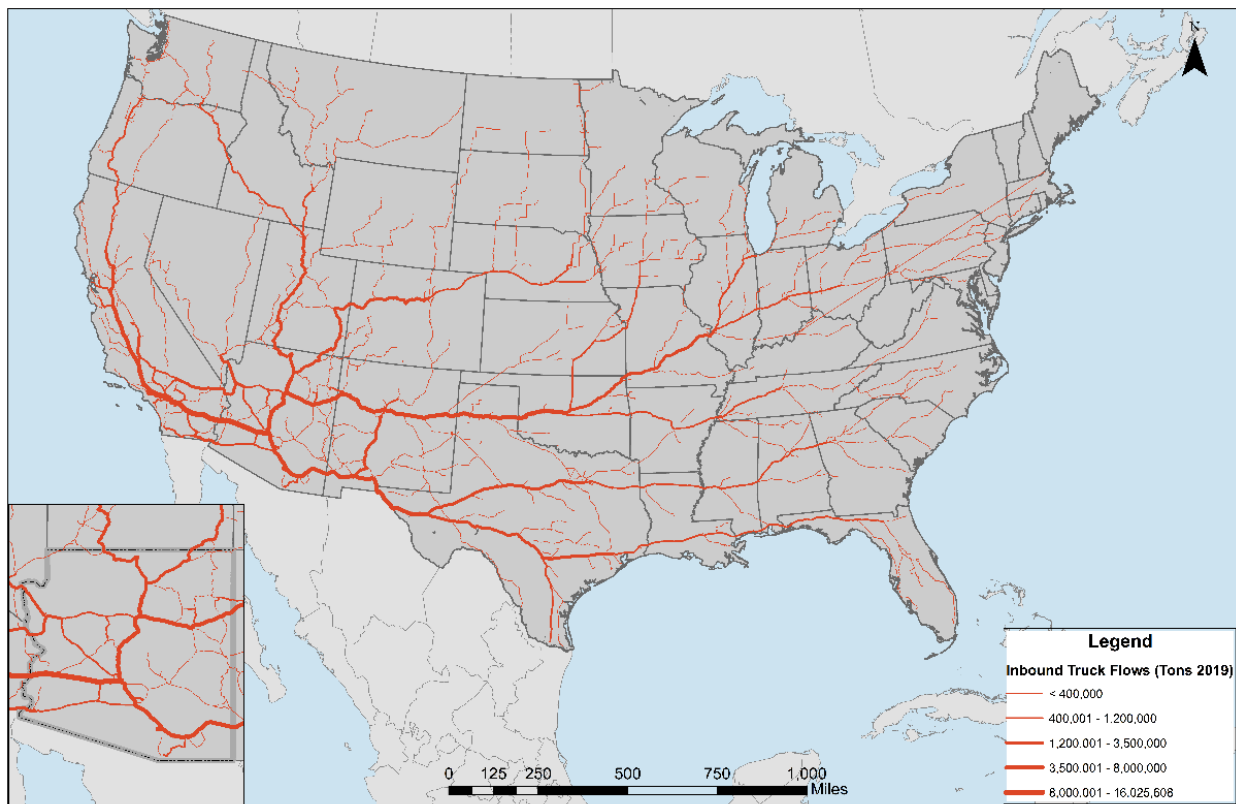 N
Legend
Inbound Truck Flows (Tons 2019)
< 400,000
400,001 - 1,200,000
1,200,001 - 3,500,000
3,500,001 - 8,000,000
8,000,001 - 16,025,608
0 125 250 500 750 1,000
Miles